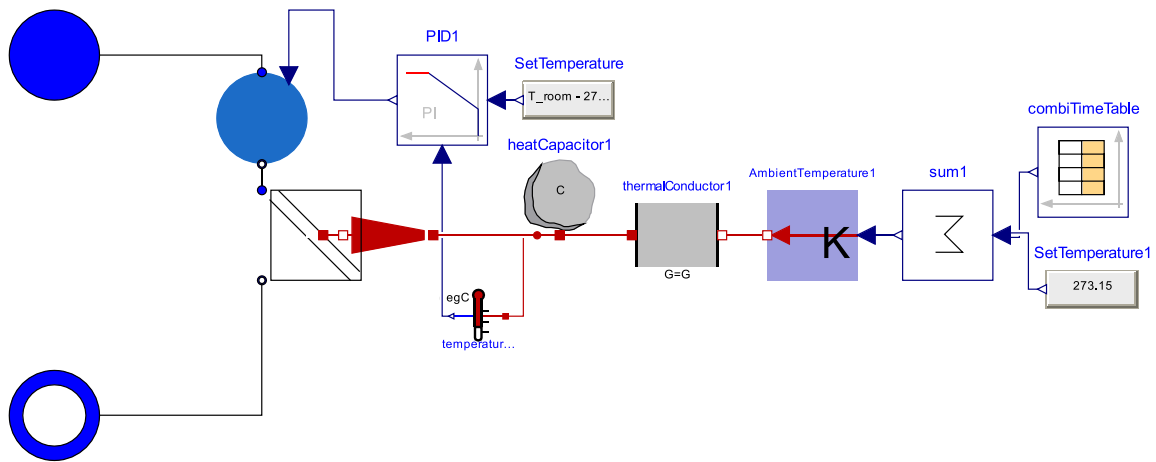 PID1
SetTemperature
T_room - 27...
PI
combiTimeTable
heatCapacitor1
C
thermalConductor1
AmbientTemperature1
sum1
K
Σ
G=G
SetTemperature1
273.15
egC
temperatur...